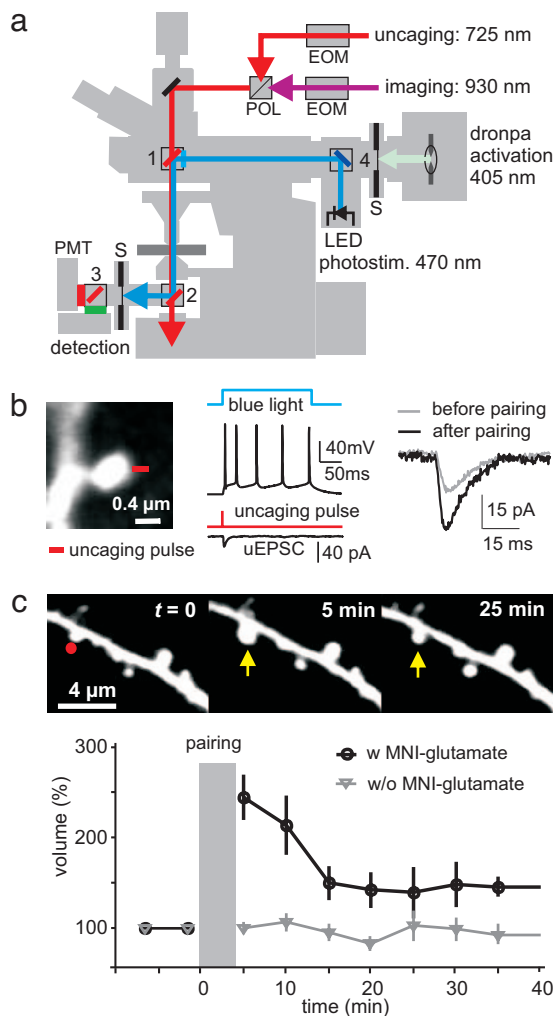 a
uncaging: 725 nm
EOM
imaging: 930 nm
POL
EOM
1
4
dronpa
activation
405 nm
S
LED
photostim. 470 nm
PMT
S
3
2
detection
b
0.4 µm
uncaging pulse
blue light
40mV
50ms
uncaging pulse
uEPSC
40 pA
before pairing
after pairing
15 pA
15 ms
c
t = 0
5 min
25 min
4 µm
pairing
w MNI-glutamate
w/o MNI-glutamate
volume (%)
300
200
100
0
10
20
30
40
time (min)